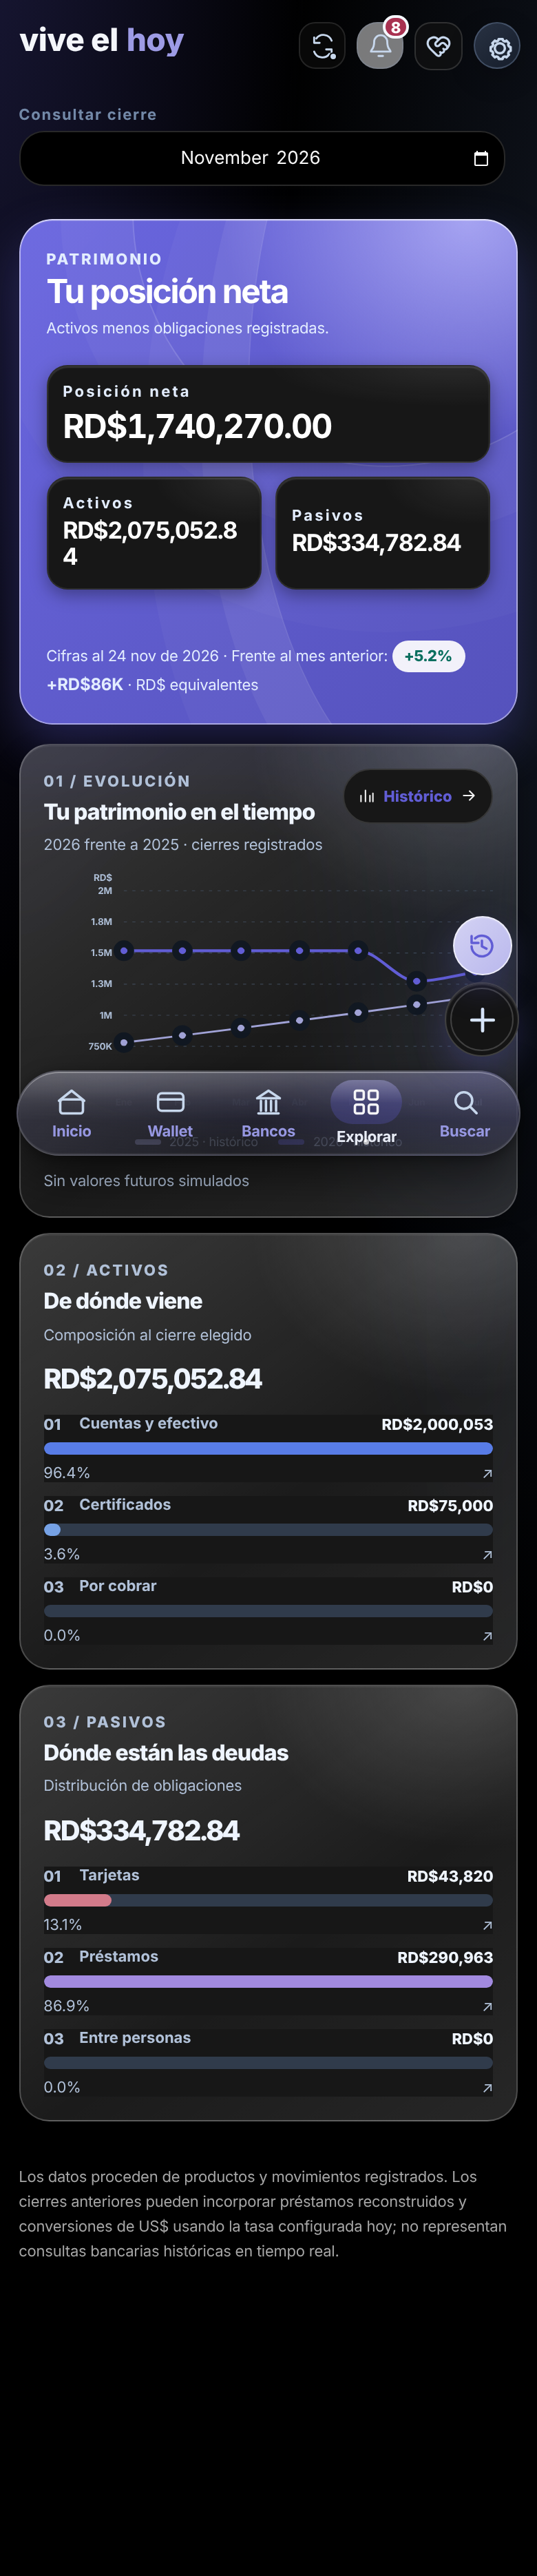 vive el hoy
8
Consultar cierre
November 2026
PATRIMONIO
Tu posición neta
Activos menos obligaciones registradas.
Posición neta
RD$1,740,270.00
Activos
RD$2,075,052.8
4
Pasivos
RD$334,782.84
Cifras al 24 nov de 2026 · Frente al mes anterior: +5.2%
+RD$86K · RD$ equivalentes
01 / EVOLUCIÓN
Tu patrimonio en el tiempo
Histórico →
2026 frente a 2025 · cierres registrados
RD$
2M
1.8M
1.5M
1.3M
1M
750K
Inicio
Wallet
Bancos
Explorar
Buscar
2025 · histórico
Sin valores futuros simulados
02 / ACTIVOS
De dónde viene
Composición al cierre elegido
RD$2,075,052.84
01 Cuentas y efectivo RD$2,000,053
96.4% ↗
02 Certificados RD$75,000
3.6% ↗
03 Por cobrar RD$0
0.0% ↗
03 / PASIVOS
Dónde están las deudas
Distribución de obligaciones
RD$334,782.84
01 Tarjetas RD$43,820
13.1% ↗
02 Préstamos RD$290,963
86.9% ↗
03 Entre personas RD$0
0.0% ↗
Los datos proceden de productos y movimientos registrados. Los
cierres anteriores pueden incorporar préstamos reconstruidos y
conversiones de US$ usando la tasa configurada hoy; no representan
consultas bancarias históricas en tiempo real.